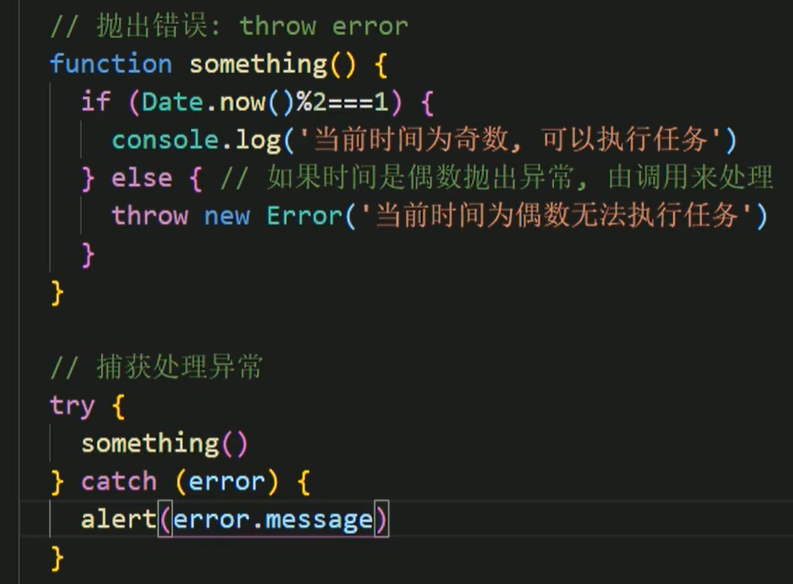 // 抛出错误: throw error
function something() {
if (Date.now()%2===1) {
console.log('当前时间为奇数, 可以执行任务')
} else { // 如果时间是偶数抛出异常, 由调用来处理
throw new Error('当前时间为偶数无法执行任务')
}
}
// 捕获处理异常
try {
something()
} catch (error) {
alert(error.message)
}